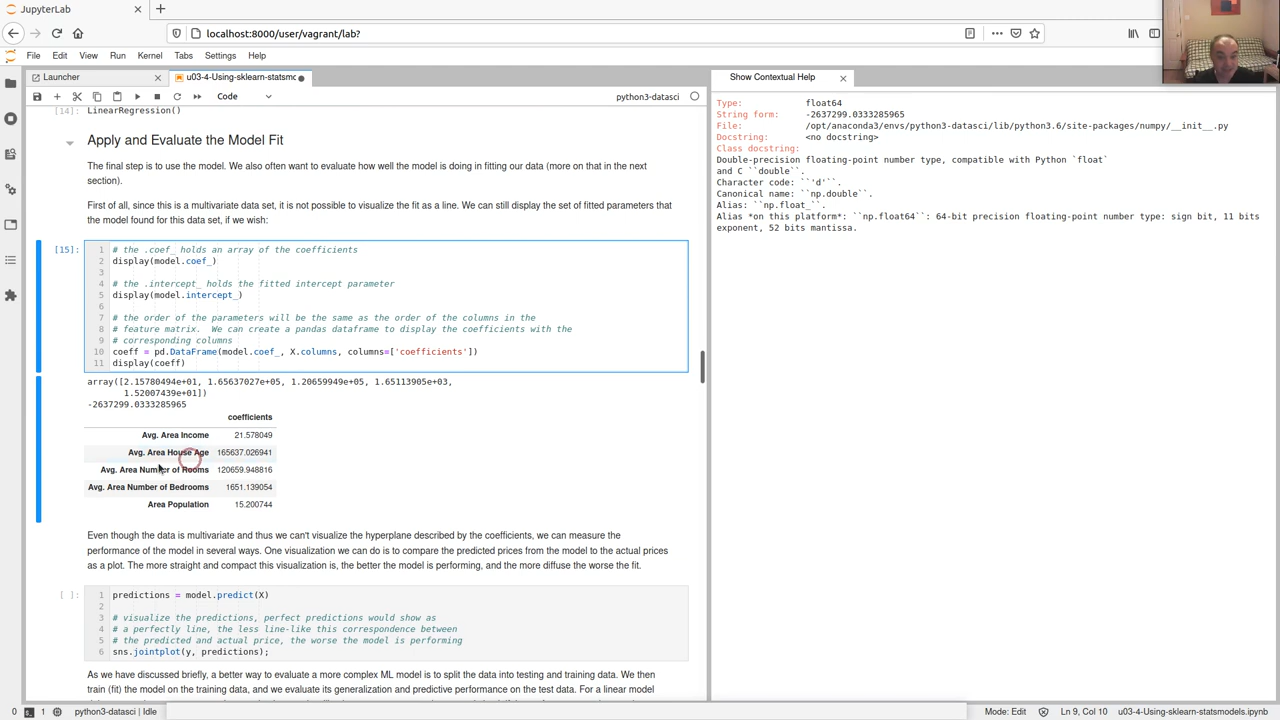 JupyterLab
localhost:8000/user/vagrant/lab?
File Edit View Run Kernel Tabs Settings Help
Launcher
u03-4-Using-sklearn-statsmo
Show Contextual Help
Code
python3-datasci
[14]: LinearRegression()
Apply and Evaluate the Model Fit
The final step is to use the model. We also often want to evaluate how well the model is doing in fitting our data (more on that in the next
section).
First of all, since this is a multivariate data set, it is not possible to visualize the fit as a line. We can still display the set of fitted parameters that
the model found for this data set, if we wish:
[15]: 1 # the .coef_ holds an array of the coefficients
2 display(model.coef_)
3
4 # the .intercept_ holds the fitted intercept parameter
5 display(model.intercept_)
6
7 # the order of the parameters will be the same as the order of the columns in the
8 # feature matrix.  We can create a pandas dataframe to display the coefficients with the
9 # corresponding columns
10 coeff = pd.DataFrame(model.coef_, X.columns, columns=['coefficients'])
11 display(coeff)
array([2.15780494e+01, 1.65637027e+05, 1.20659949e+05, 1.65113905e+03,
1.52007439e+01])
-2637299.0333285965
coefficients
Avg. Area Income 21.578049
Avg. Area House Age 165637.026941
Avg. Area Number of Rooms 120659.948816
Avg. Area Number of Bedrooms 1651.139054
Area Population 15.200744
Even though the data is multivariate and thus we can't visualize the hyperplane described by the coefficients, we can measure the
performance of the model in several ways. One visualization we can do is to compare the predicted prices from the model to the actual prices
as a plot. The more straight and compact this visualization is, the better the model is performing, and the more diffuse the worse the fit.
[ ]: 1 predictions = model.predict(X)
2
3 # visualize the predictions, perfect predictions would show as
4 # a perfectly line, the less line-like this correspondence between
5 # the predicted and actual price, the worse the model is performing
6 sns.jointplot(y, predictions);
As we have discussed briefly, a better way to evaluate a more complex ML model is to split the data into testing and training data. We then
train (fit) the model on the training data, and we evaluate its generalization and predictive performance on the test data. For a linear model
Type: float64
String form: -2637299.0333285965
File: /opt/anaconda3/envs/python3-datasci/lib/python3.6/site-packages/numpy/__init__.py
Docstring: <no docstring>
Class docstring:
Double-precision floating-point number type, compatible with Python `float`
and C ``double``.
Character code: ``'d'``.
Canonical name: ``np.double``.
Alias: ``np.float_``.
Alias *on this platform*: ``np.float64``: 64-bit precision floating-point number type: sign bit, 11 bits
exponent, 52 bits mantissa.
0 1 python3-datasci | Idle
Mode: Edit Ln 9, Col 10 u03-4-Using-sklearn-statsmodels.ipynb